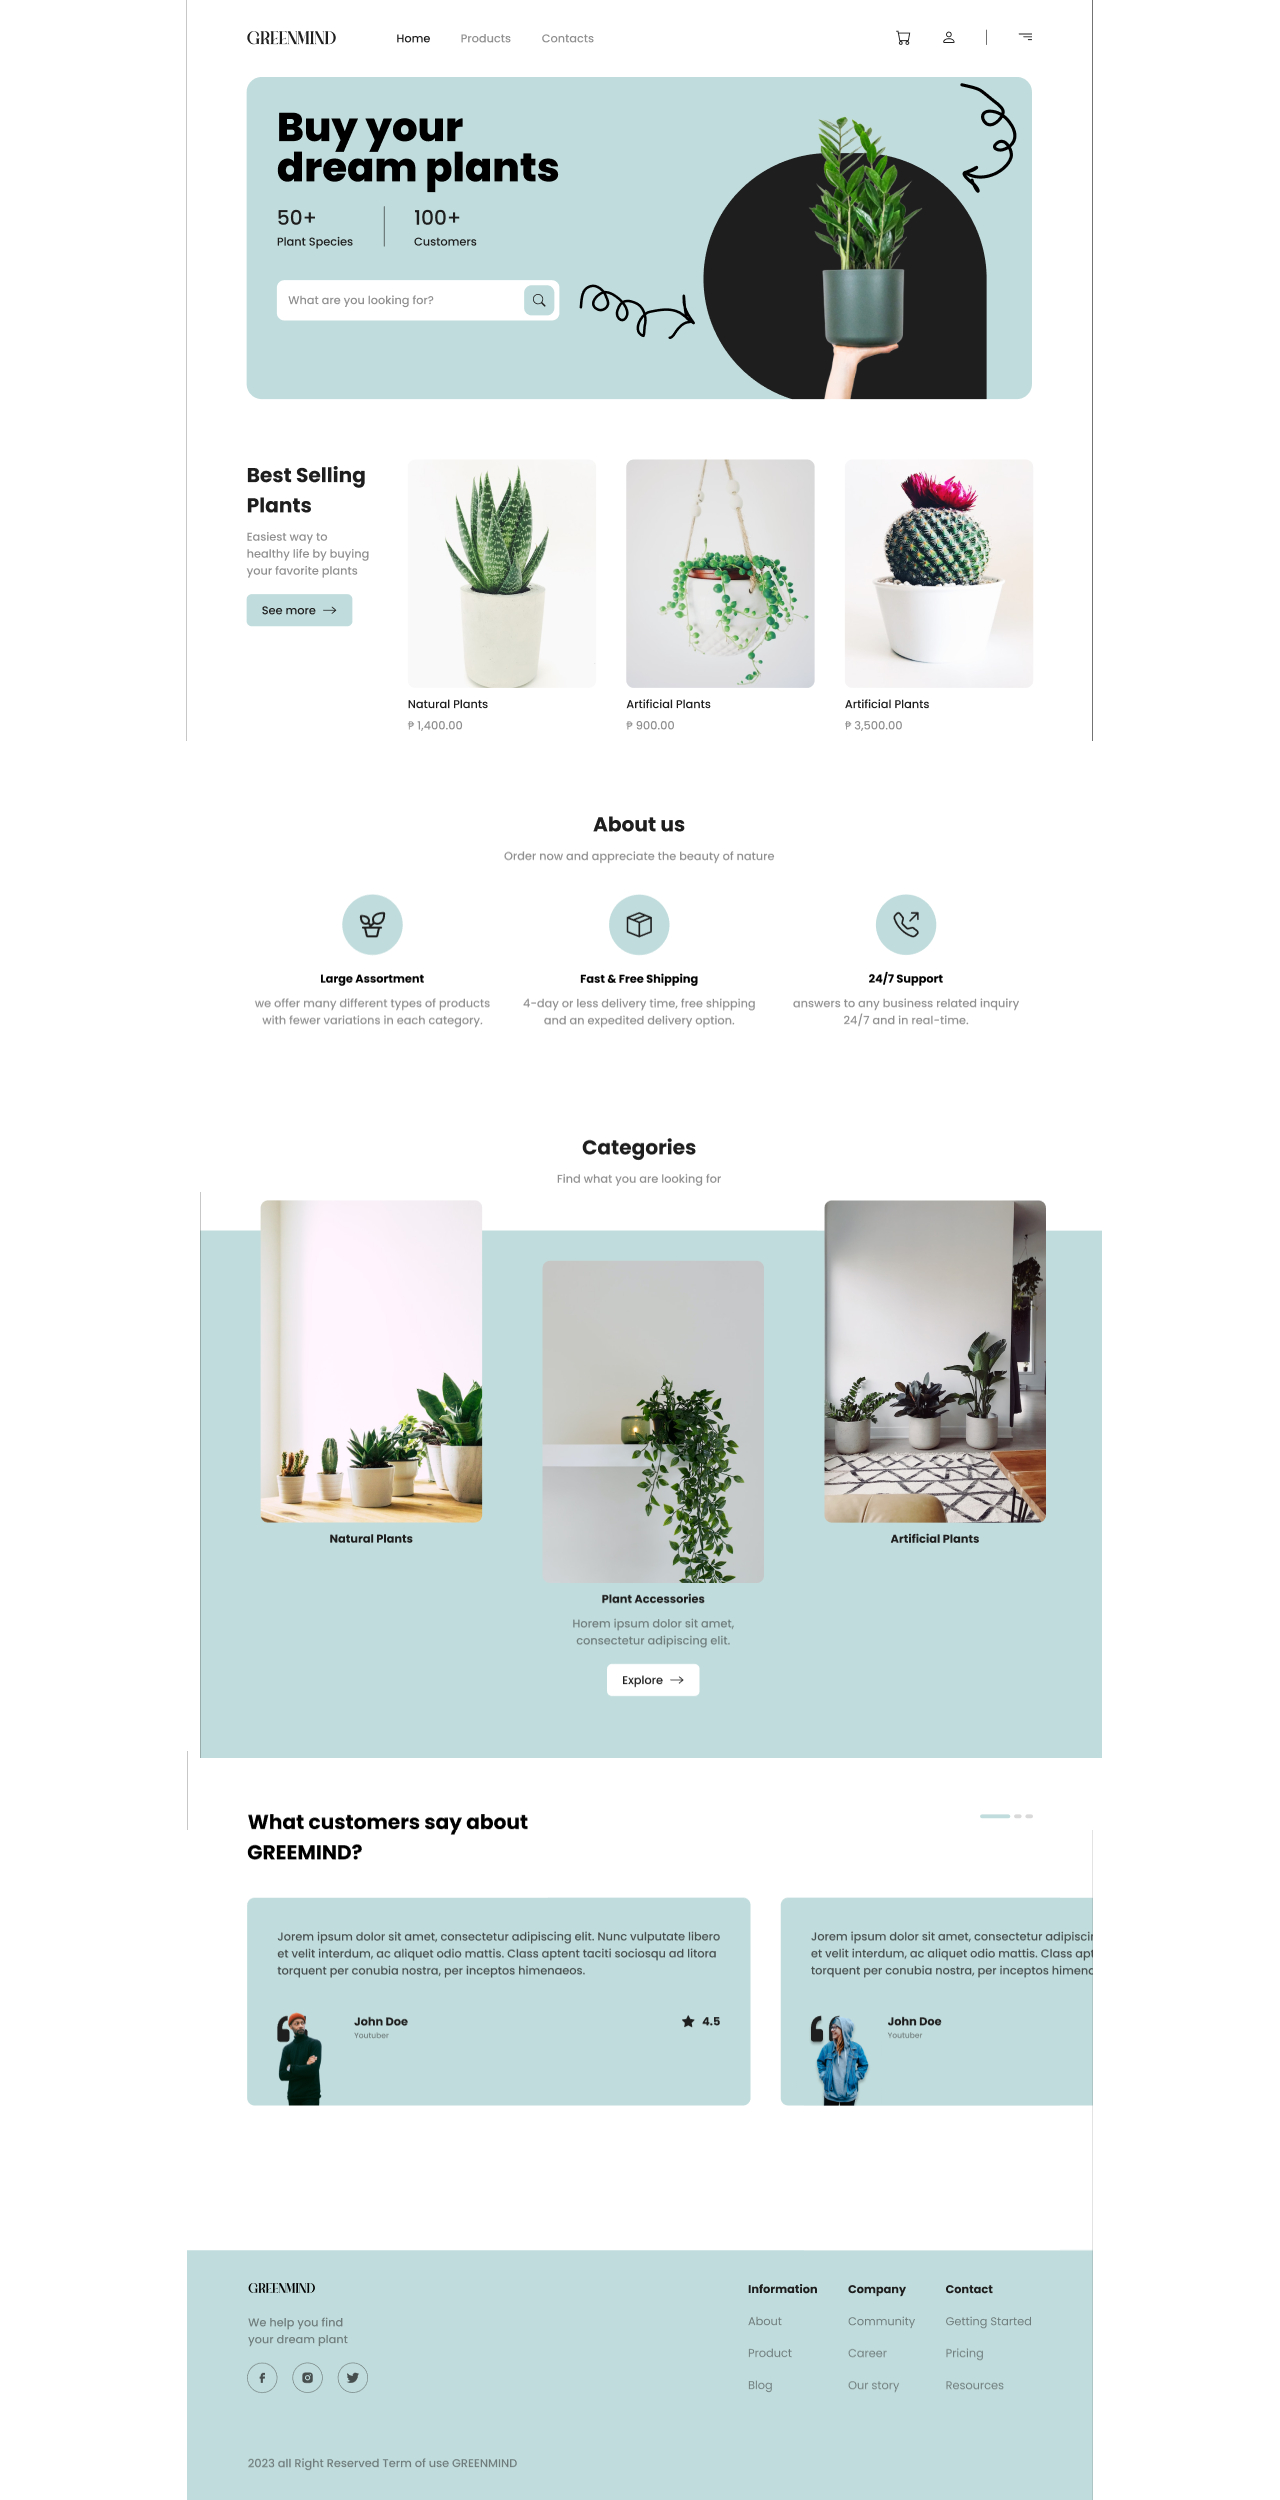 GREENMIND
Home
Products
Contacts
Buy your
dream plants
50+
Plant Species
100+
Customers
What are you looking for?
Best Selling
Plants
Easiest way to
healthy life by buying
your favorite plants
See more
Natural Plants
₱ 1,400.00
Artificial Plants
₱ 900.00
Artificial Plants
₱ 3,500.00
About us
Order now and appreciate the beauty of nature
Large Assortment
we offer many different types of products
with fewer variations in each category.
Fast & Free Shipping
4-day or less delivery time, free shipping
and an expedited delivery option.
24/7 Support
answers to any business related inquiry
24/7 and in real-time.
Categories
Find what you are looking for
Natural Plants
Plant Accessories
Horem ipsum dolor sit amet,
consectetur adipiscing elit.
Explore
Artificial Plants
What customers say about
GREEMIND?
Jorem ipsum dolor sit amet, consectetur adipiscing elit. Nunc vulputate libero
et velit interdum, ac aliquet odio mattis. Class aptent taciti sociosqu ad litora
torquent per conubia nostra, per inceptos himenaeos.
John Doe
Youtuber
4.5
Jorem ipsum dolor sit amet, consectetur adipiscin
et velit interdum, ac aliquet odio mattis. Class apt
torquent per conubia nostra, per inceptos himena
John Doe
Youtuber
GREENMIND
We help you find
your dream plant
Information
About
Product
Blog
Company
Community
Career
Our story
Contact
Getting Started
Pricing
Resources
2023 all Right Reserved Term of use GREENMIND